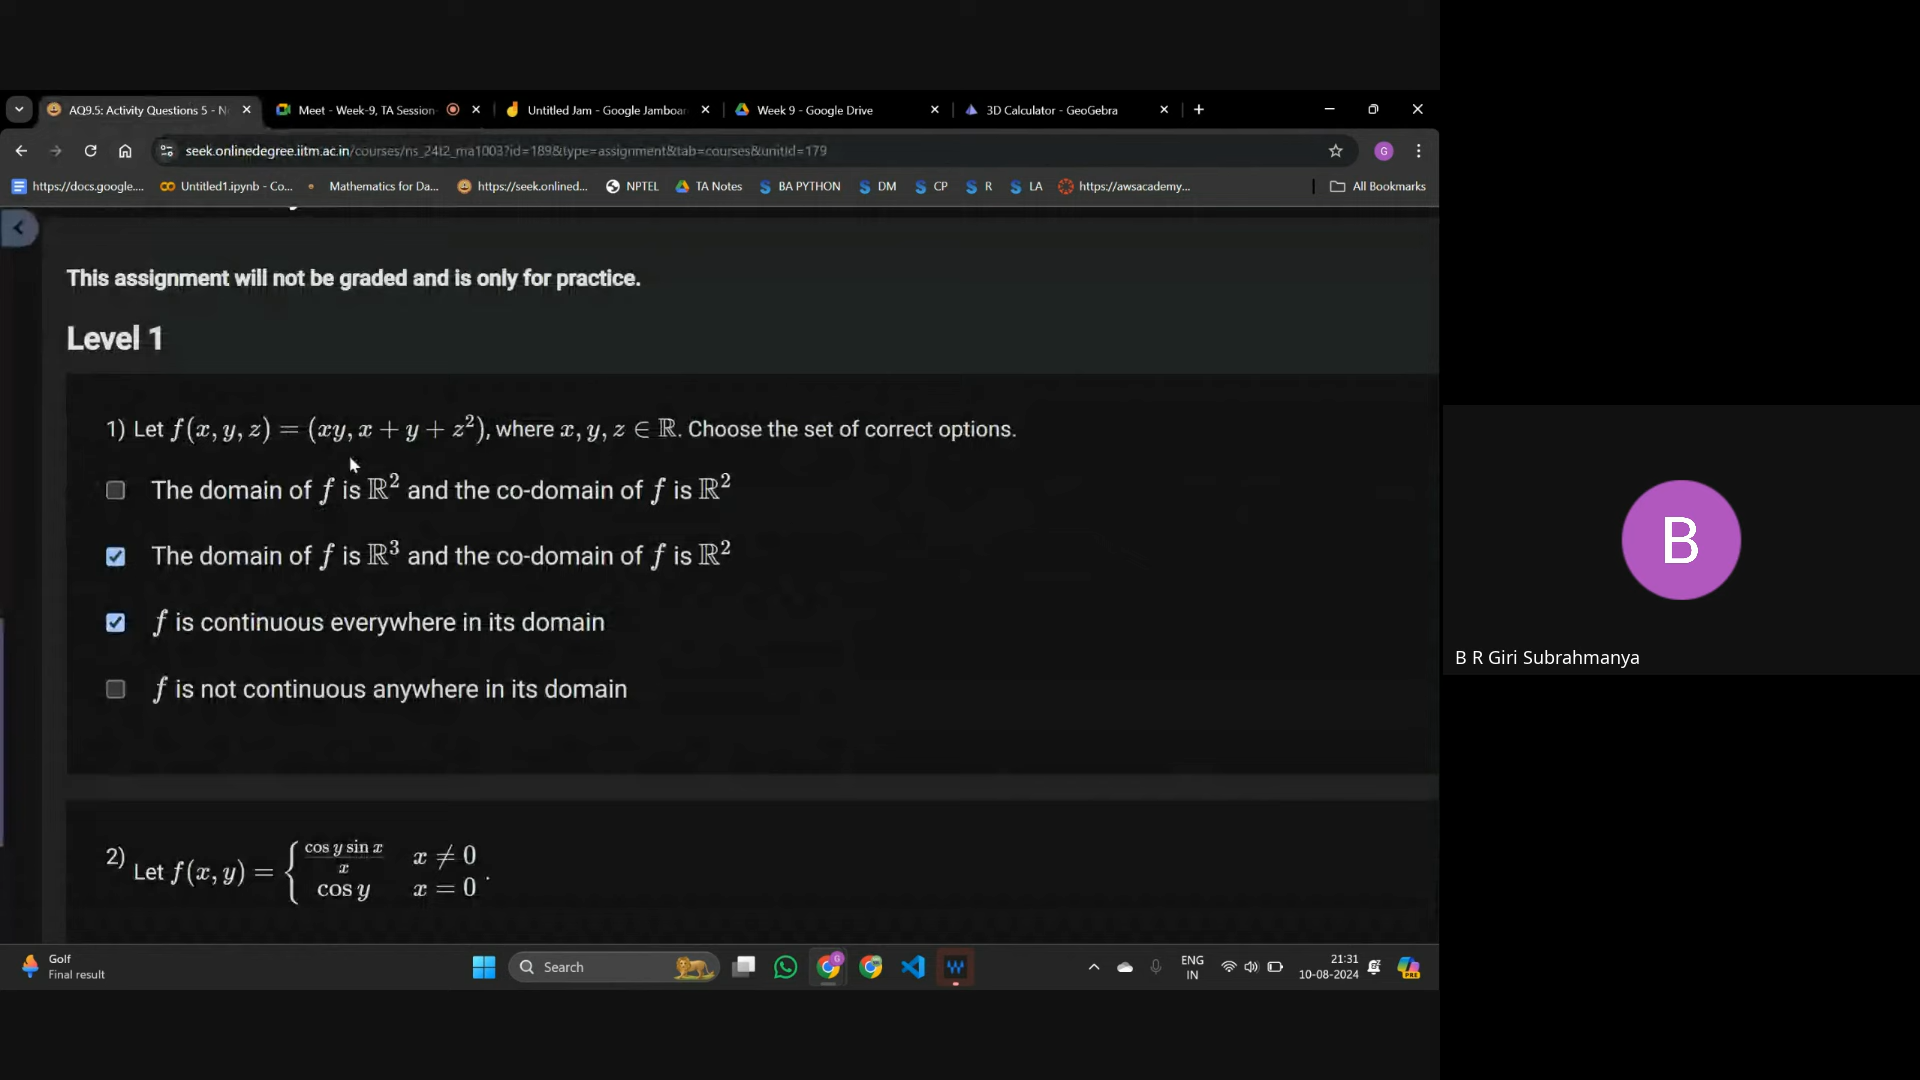 AQ9.5: Activity Questions 5 - N
Meet - Week-9, TA Session
Untitled Jam - Google Jamboar
Week 9 - Google Drive
3D Calculator - GeoGebra
seek.onlinedegree.iitm.ac.in/courses/ns_24t2_ma1003?id=189&type=assignment&tab=courses&unitid=179
G
https://docs.google....
Untitled1.ipynb - Co...
Mathematics for Da...
https://seek.onlined...
NPTEL
TA Notes
BA PYTHON
DM
CP
R
LA
https://awsacademy...
All Bookmarks
This assignment will not be graded and is only for practice.
Level 1
1) Let f(x, y, z) = (xy, x + y + z²), where x, y, z ∈ ℝ. Choose the set of correct options.
The domain of f is ℝ² and the co-domain of f is ℝ²
The domain of f is ℝ³ and the co-domain of f is ℝ²
f is continuous everywhere in its domain
f is not continuous anywhere in its domain
2) Let f(x, y) = { cos y sin x / x x ≠ 0
cos y x = 0 .
B
B R Giri Subrahmanya
Golf
Final result
Search
ENG
IN
21:31
10-08-2024